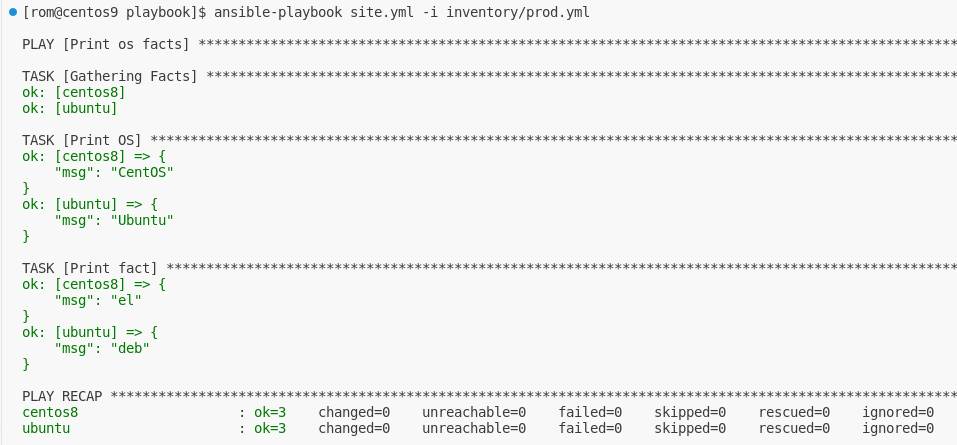 [rom@centos9 playbook]$ ansible-playbook site.yml -i inventory/prod.yml
PLAY [Print os facts] ***********************************************************************************************
TASK [Gathering Facts] **********************************************************************************************
ok: [centos8]
ok: [ubuntu]
TASK [Print OS] *****************************************************************************************************
ok: [centos8] => {
    "msg": "CentOS"
}
ok: [ubuntu] => {
    "msg": "Ubuntu"
}
TASK [Print fact] ***************************************************************************************************
ok: [centos8] => {
    "msg": "el"
}
ok: [ubuntu] => {
    "msg": "deb"
}
PLAY RECAP **********************************************************************************************************
centos8                    : ok=3    changed=0    unreachable=0    failed=0    skipped=0    rescued=0    ignored=0
ubuntu                     : ok=3    changed=0    unreachable=0    failed=0    skipped=0    rescued=0    ignored=0